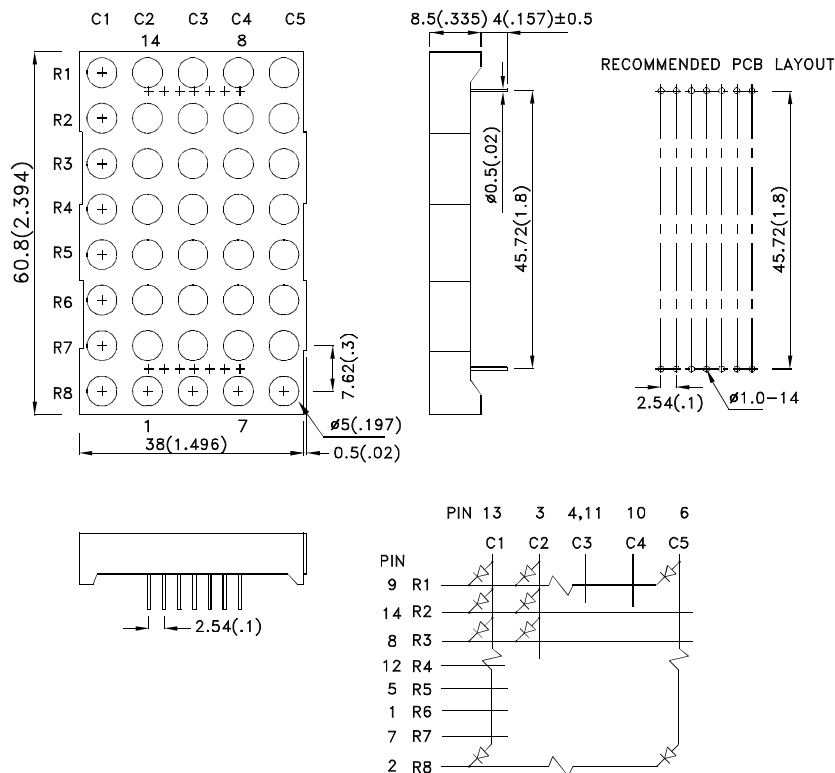 C1 C2 C3 C4 C5
14 8
R1
R2
R3
R4
R5
R6
R7
R8
60.8(2.394)
7.62(.3)
1 7
ø5(.197)
38(1.496)
0.5(.02)
8.5(.335) 4(.157)±0.5
ø0.5(.02)
45.72(1.8)
RECOMMENDED PCB LAYOUT
45.72(1.8)
2.54(.1)
ø1.0-14
2.54(.1)
PIN 13 3 4,11 10 6
C1 C2 C3 C4 C5
PIN
9 R1
14 R2
8 R3
12 R4
5 R5
1 R6
7 R7
2 R8